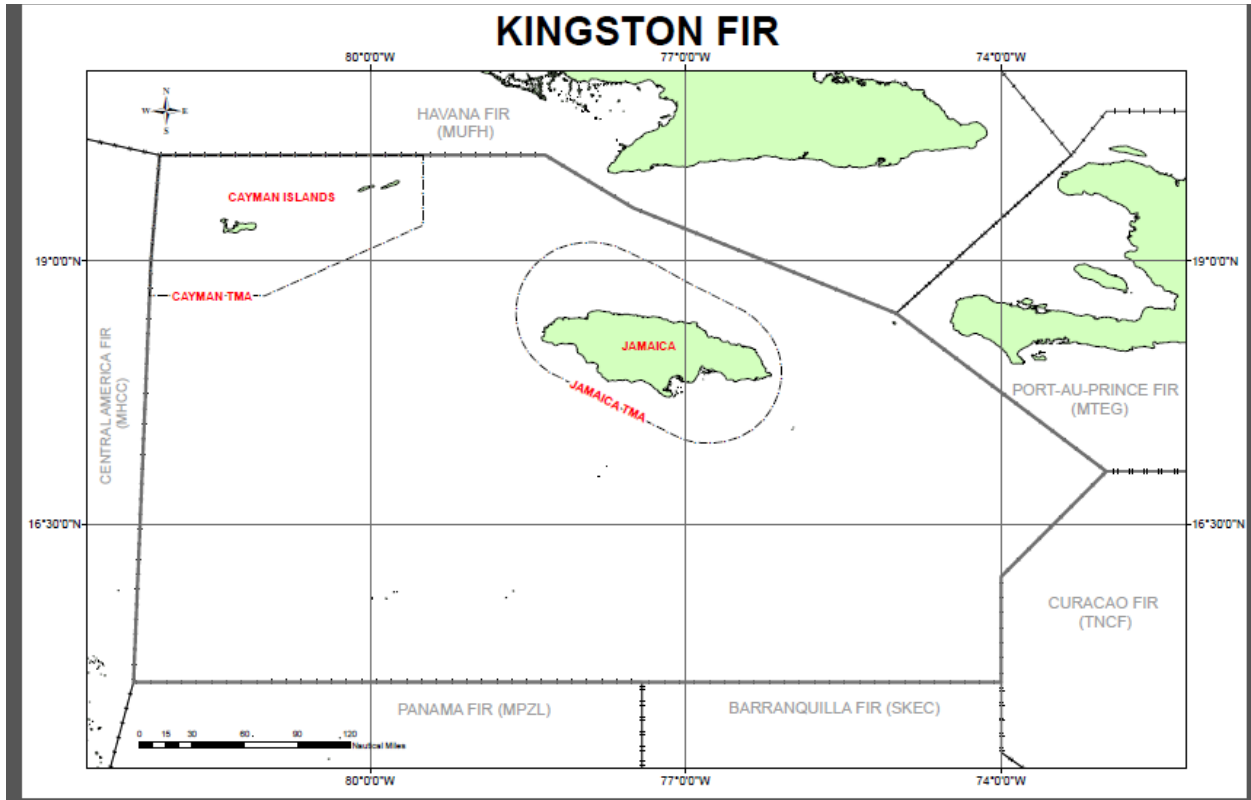 KINGSTON FIR
80°0'0"W
77°0'0"W
74°0'0"W
N
W E
S
HAVANA FIR
(MUFH)
CAYMAN ISLANDS
19°0'0"N
19°0'0"N
CAYMAN-TMA
CENTRAL AMERICA FIR
(MHCC)
JAMAICA
JAMAICA-TMA
PORT-AU-PRINCE FIR
(MTEG)
16°30'0"N
16°30'0"N
CURACAO FIR
(TNCF)
PANAMA FIR (MPZL)
BARRANQUILLA FIR (SKEC)
0 15 30 60 90 120
Nautical Miles
80°0'0"W
77°0'0"W
74°0'0"W